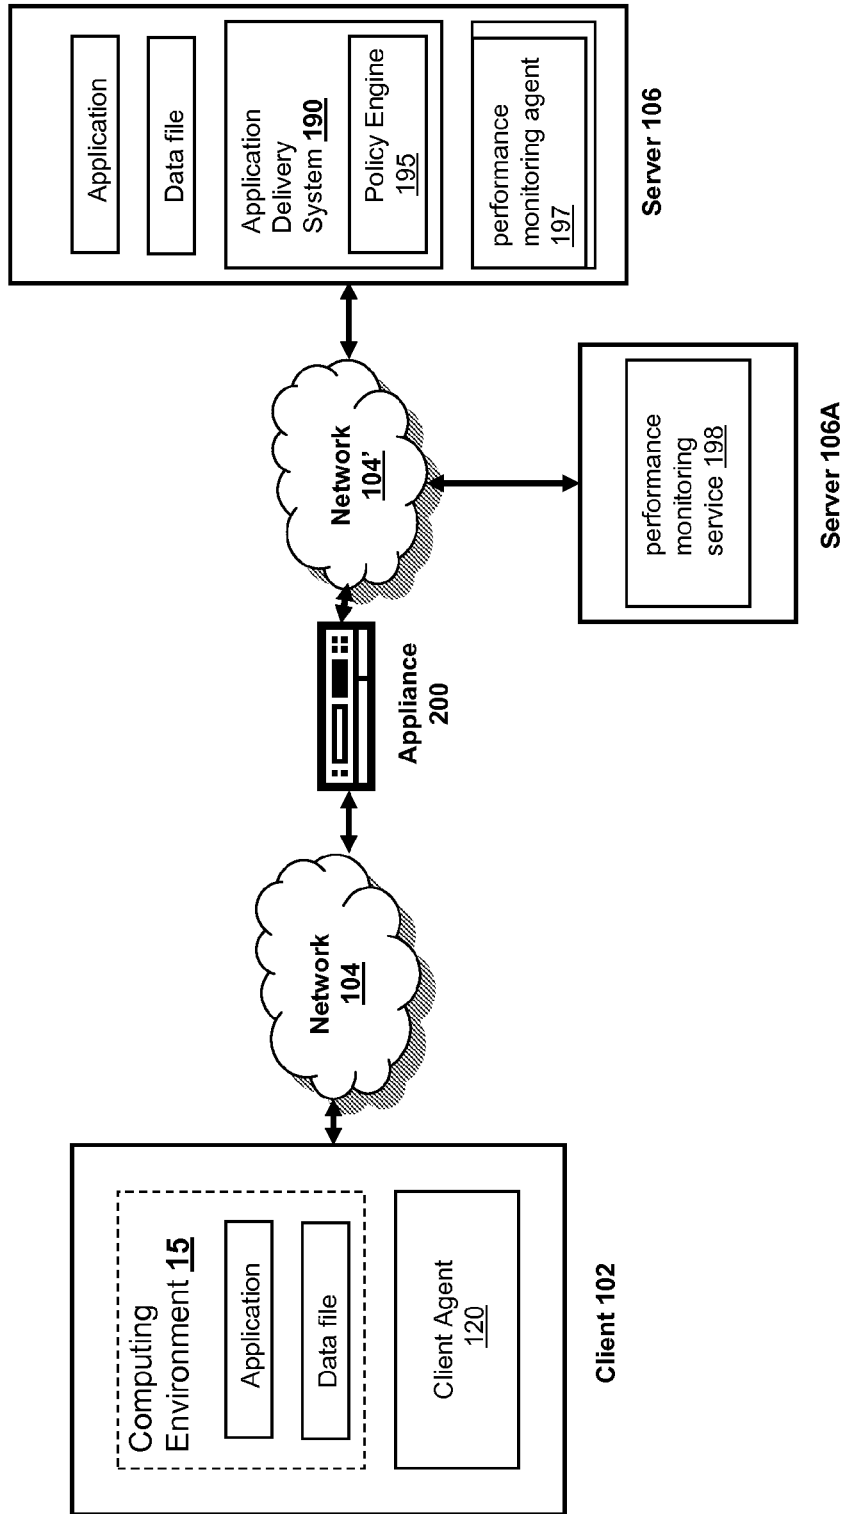 Computing
Environment 15
Application
Data file
Client Agent
120
Client 102
Network
104
Appliance
200
Network
104’
Application
Data file
Application
Delivery
System 190
Policy Engine
195
performance
monitoring agent
197
Server 106
performance
monitoring
service 198
Server 106A